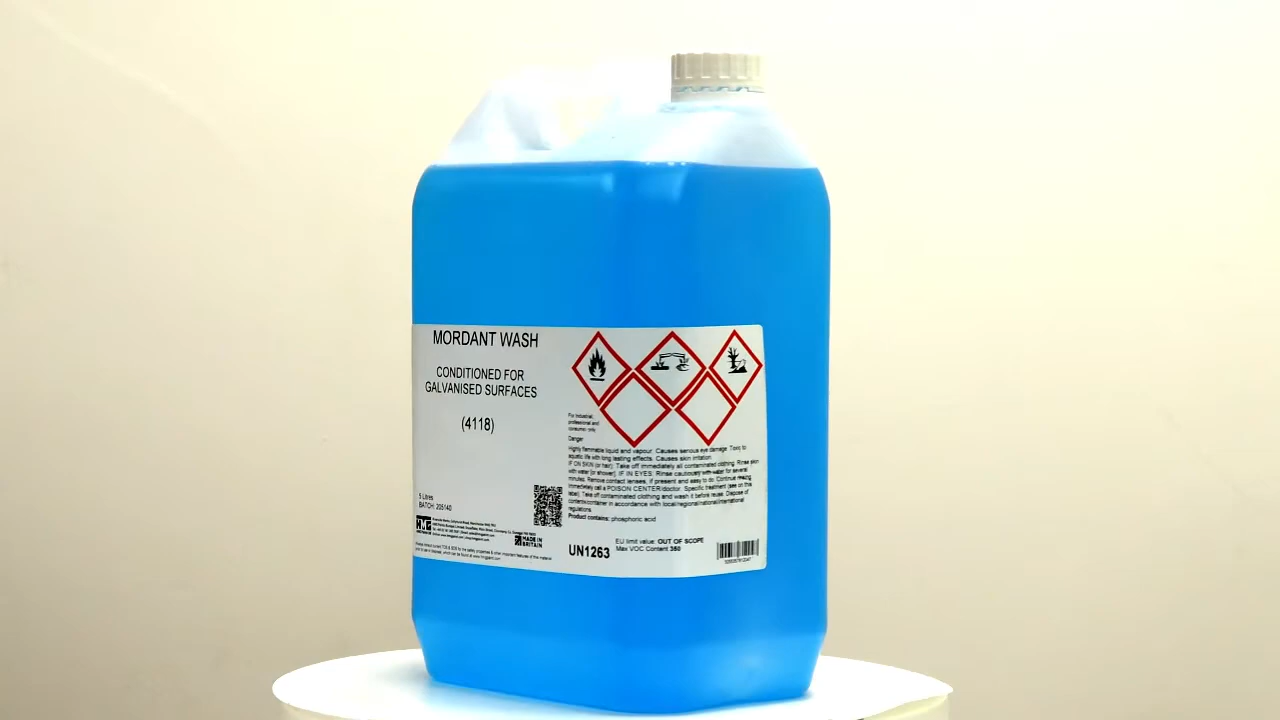 MORDANT WASH
CONDITIONED FOR
GALVANISED SURFACES
(4118)
5 Litres
BATCH: 205140
HMG
MADE IN
BRITAIN
For industrial,
professional and
consumer only
Danger
Highly flammable liquid and vapour. Causes serious eye damage. Toxic to
aquatic life with long lasting effects. Causes skin irritation.
IF ON SKIN (or hair): Take off immediately all contaminated clothing. Rinse skin
with water [or shower]. IF IN EYES: Rinse cautiously with water for several
minutes. Remove contact lenses, if present and easy to do. Continue rinsing.
Immediately call a POISON CENTER/doctor. Specific treatment (see on this
label). Take off contaminated clothing and wash it before reuse. Dispose of
contents/container in accordance with local/regional/national/international
regulations.
Product contains: phosphoric acid
UN1263
EU limit value: OUT OF SCOPE
Max VOC Content 350